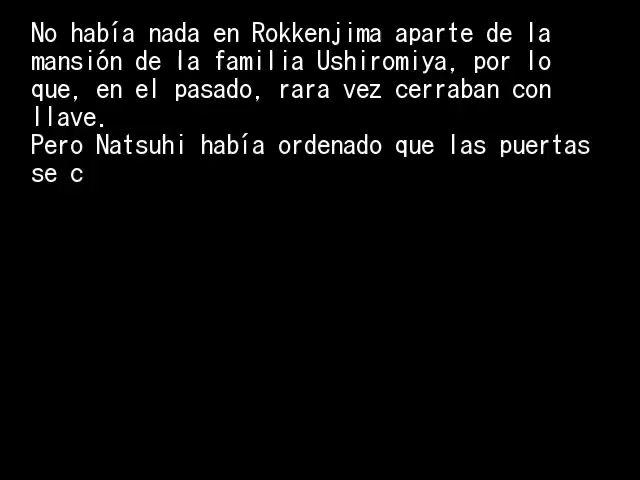 No había nada en Rokkenjima aparte de la
mansión de la familia Ushiromiya, por lo
que, en el pasado, rara vez cerraban con
llave.
Pero Natsuhi había ordenado que las puertas
se c